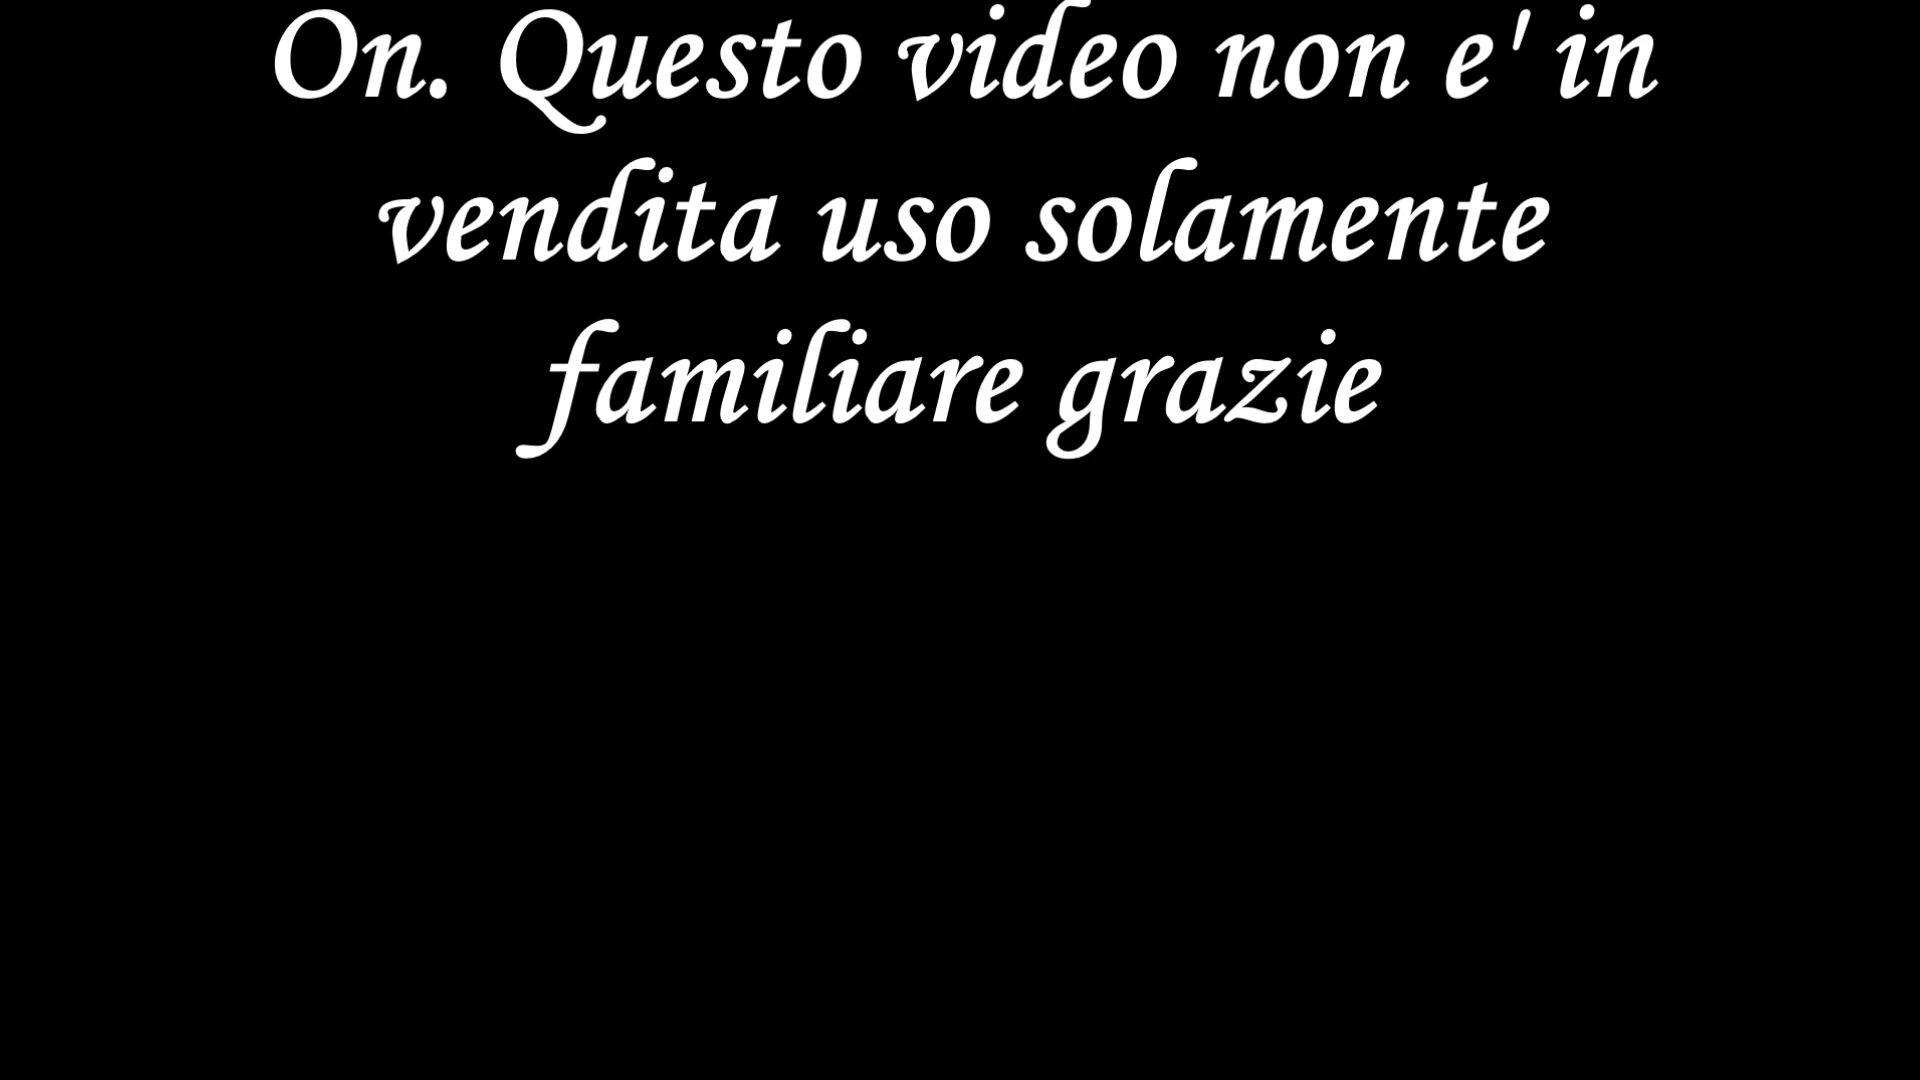 On. Questo video non e' in
vendita uso solamente
familiare grazie